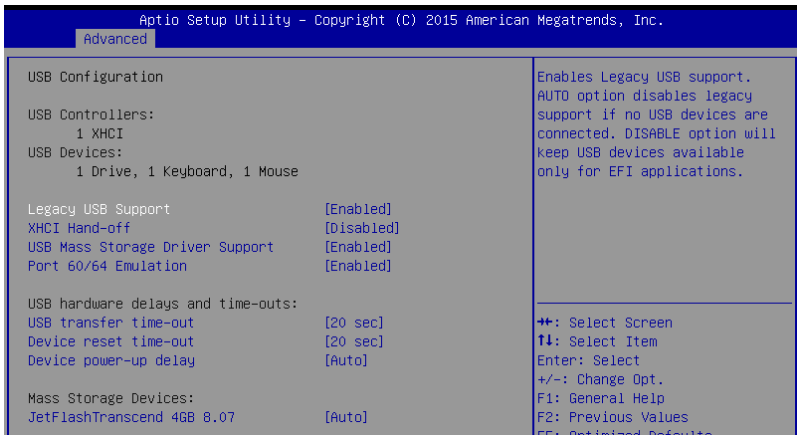 Aptio Setup Utility – Copyright (C) 2015 American Megatrends, Inc.
Advanced
USB Configuration
USB Controllers:
1 XHCI
USB Devices:
1 Drive, 1 Keyboard, 1 Mouse
Legacy USB Support [Enabled]
XHCI Hand-off [Disabled]
USB Mass Storage Driver Support [Enabled]
Port 60/64 Emulation [Enabled]
USB hardware delays and time-outs:
USB transfer time-out [20 sec]
Device reset time-out [20 sec]
Device power-up delay [Auto]
Mass Storage Devices:
JetFlashTranscend 4GB 8.07 [Auto]
Enables Legacy USB support.
AUTO option disables legacy
support if no USB devices are
connected. DISABLE option will
keep USB devices available
only for EFI applications.
→←: Select Screen
↑↓: Select Item
Enter: Select
+/-: Change Opt.
F1: General Help
F2: Previous Values
Optimized Defaults